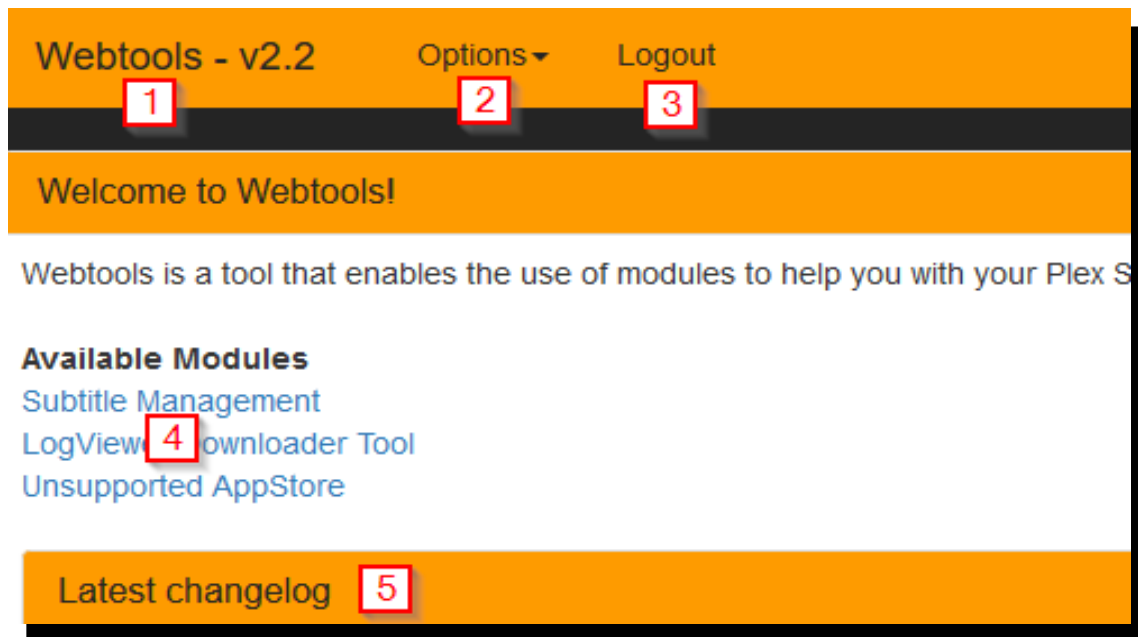 Webtools - v2.2 Options Logout
1 2 3
Welcome to Webtools!
Webtools is a tool that enables the use of modules to help you with your Plex S
Available Modules
Subtitle Management
LogViewe 4 ownloader Tool
Unsupported AppStore
Latest changelog 5